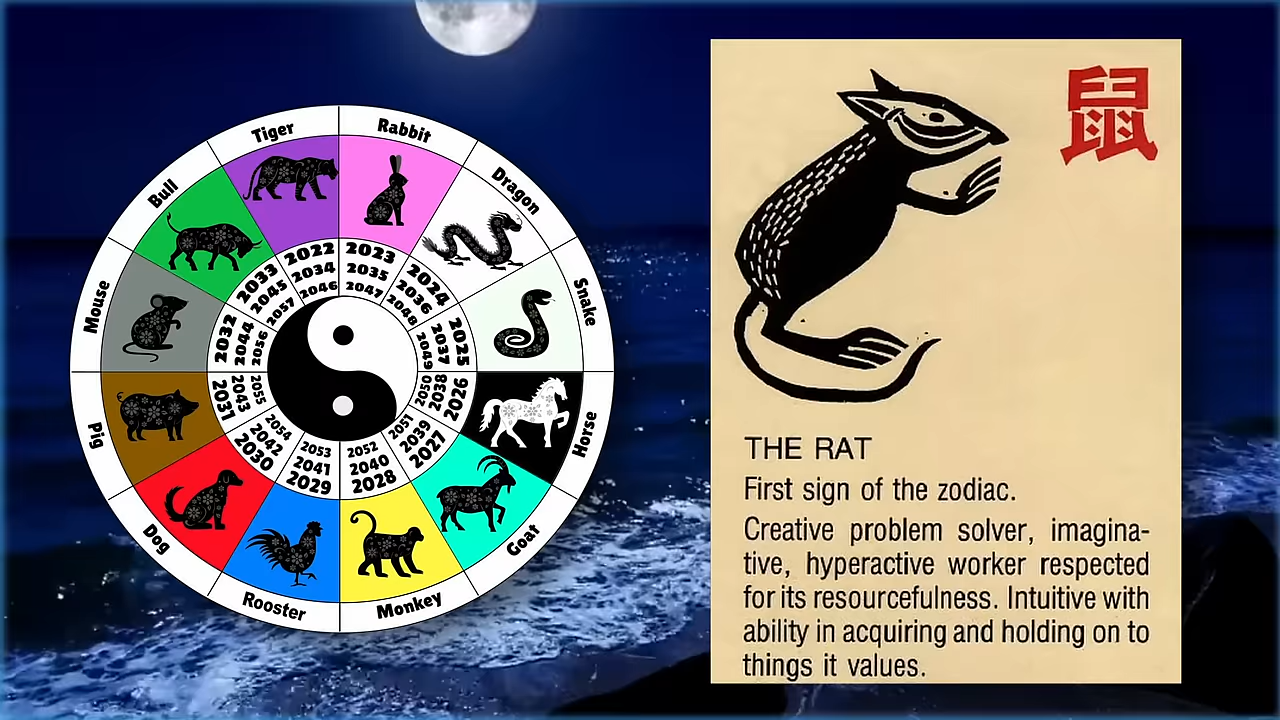 Tiger
Rabbit
Dragon
Snake
Horse
Goat
Monkey
Rooster
Dog
Pig
Mouse
Bull
2022
2034
2046
2023
2035
2047
2024
2036
2048
2025
2037
2049
2026
2038
2050
2027
2039
2051
2028
2040
2052
2029
2041
2053
2030
2042
2054
2031
2043
2055
2032
2044
2056
2033
2045
2057
鼠
THE RAT
First sign of the zodiac.
Creative problem solver, imagina-
tive, hyperactive worker respected
for its resourcefulness. Intuitive with
ability in acquiring and holding on to
things it values.